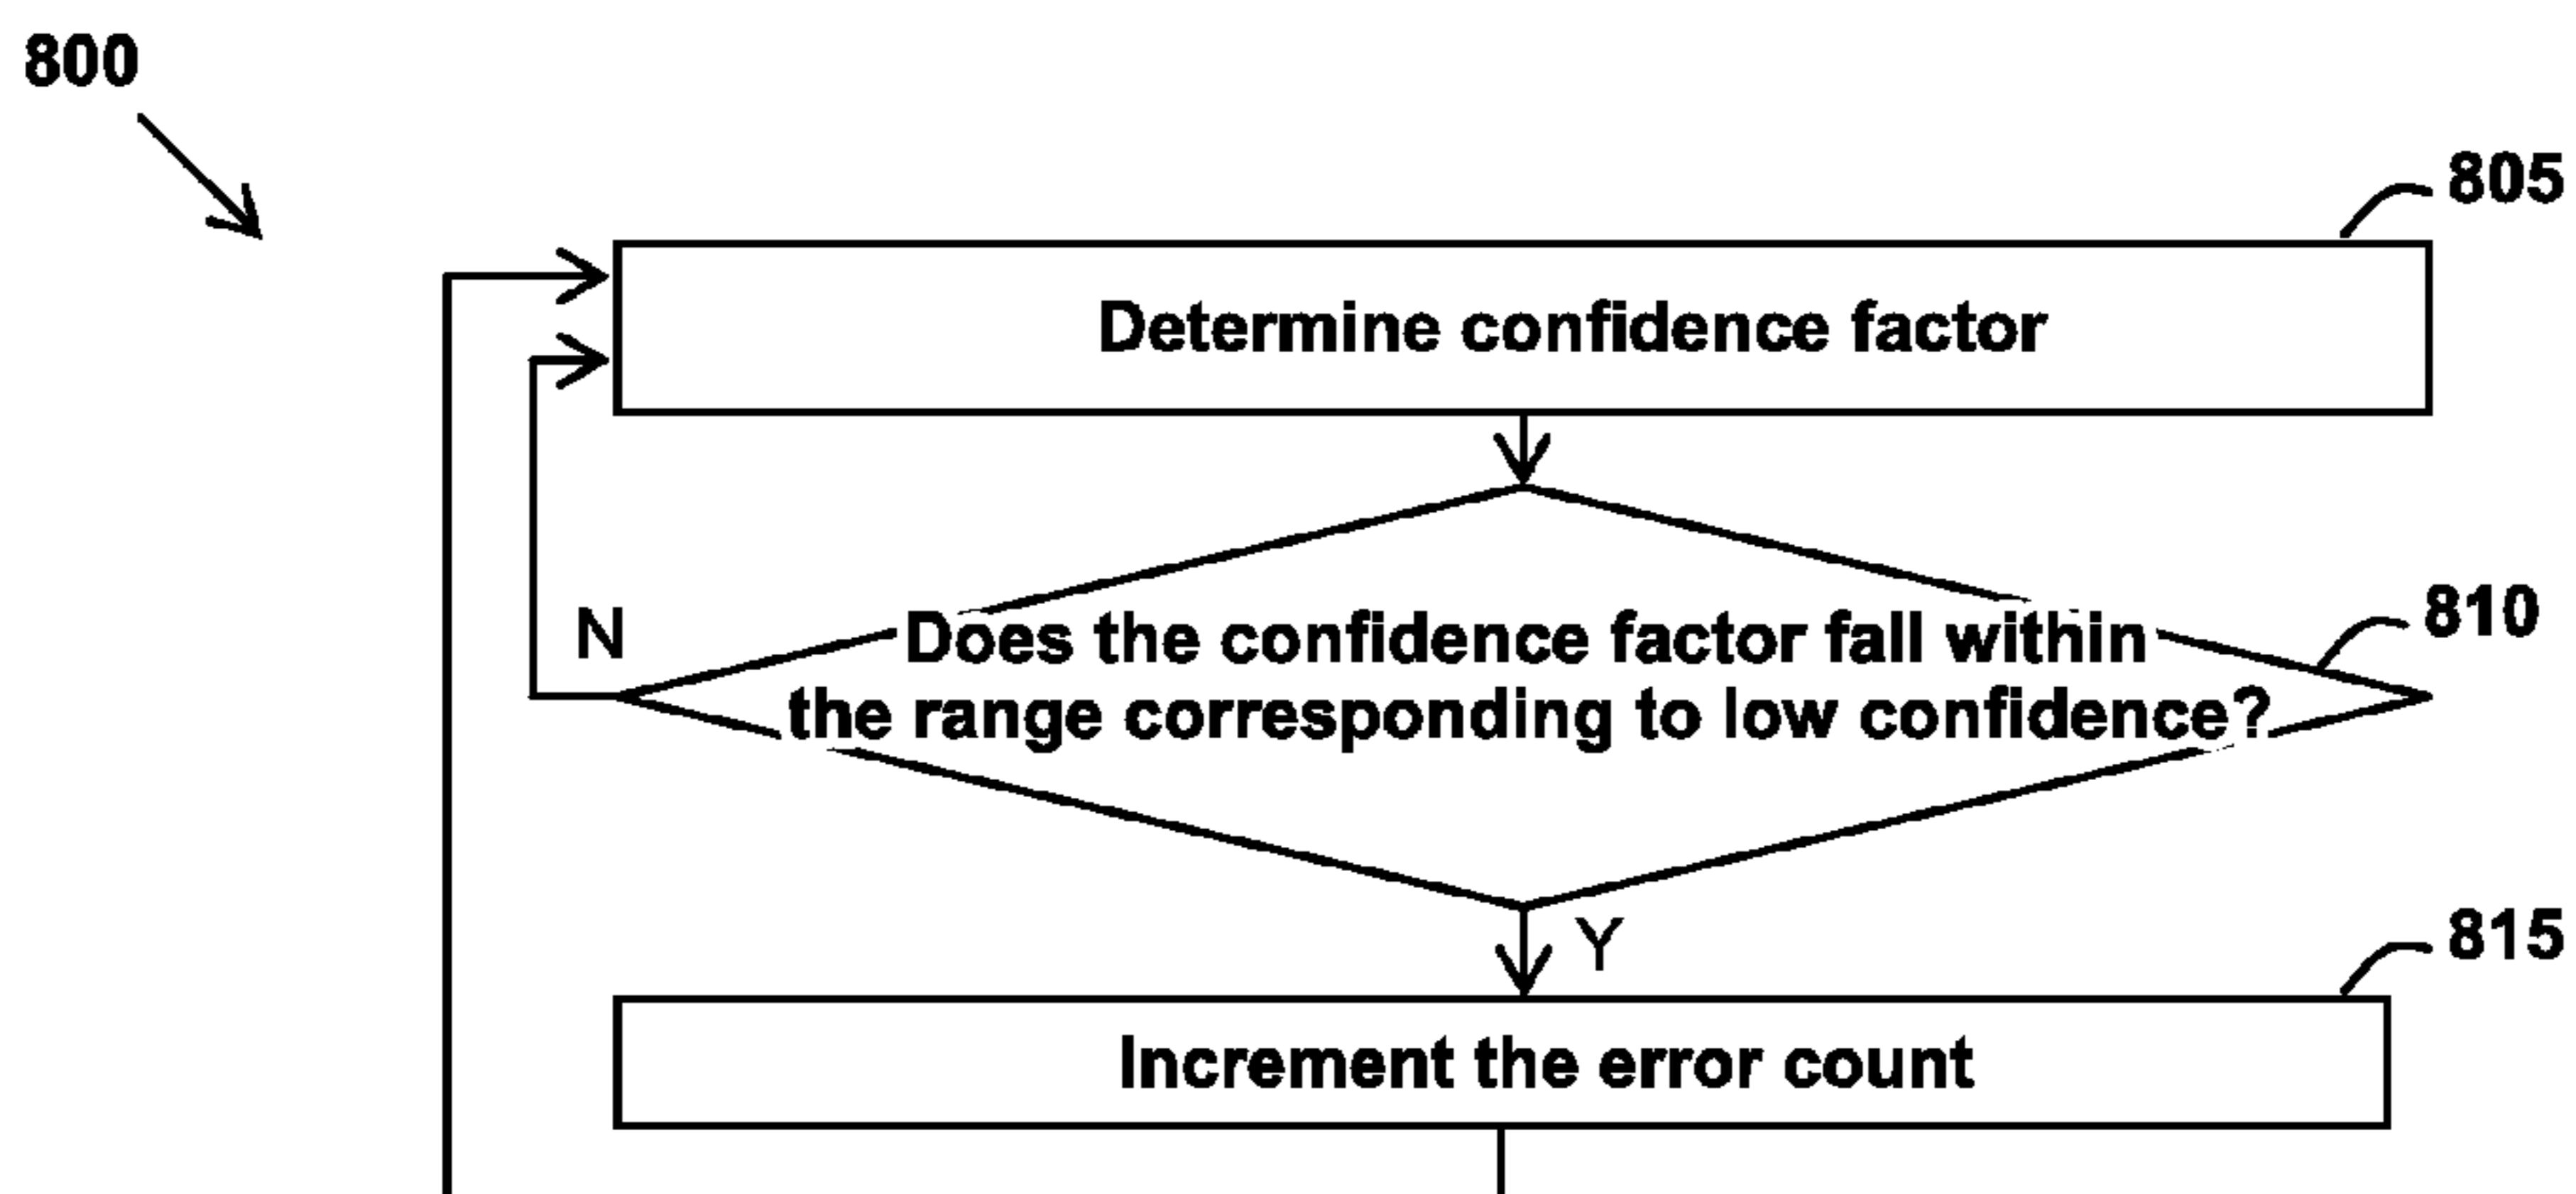 800
805
Determine confidence factor
N
Does the confidence factor fall within
810
the range corresponding to low confidence?
Y
815
Increment the error count